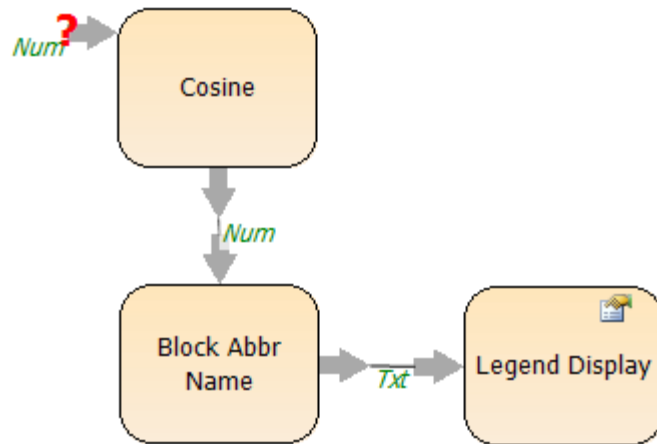 ?
Num
Cosine
Num
Block Abbr
Name
Txt
Legend Display